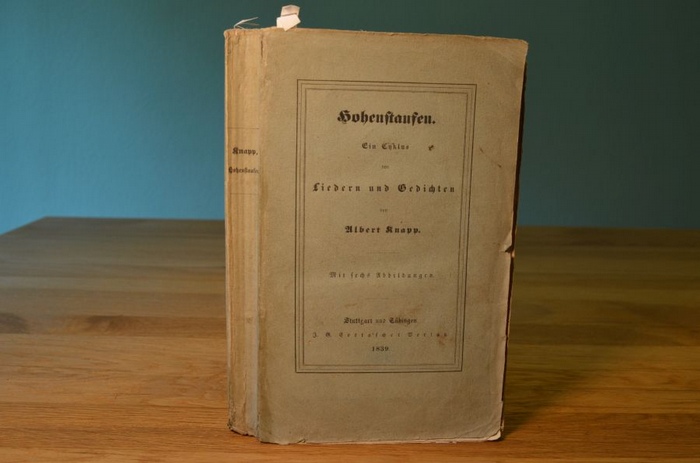 Knapp,
Hohenstaufen.
Hohenstaufen.
Ein Cyklus
von
Liedern und Gedichten
von
Albert Knapp.
Mit sechs Abbildungen.
Stuttgart und Tübingen
J. G. Cotta'scher Verlag
1839